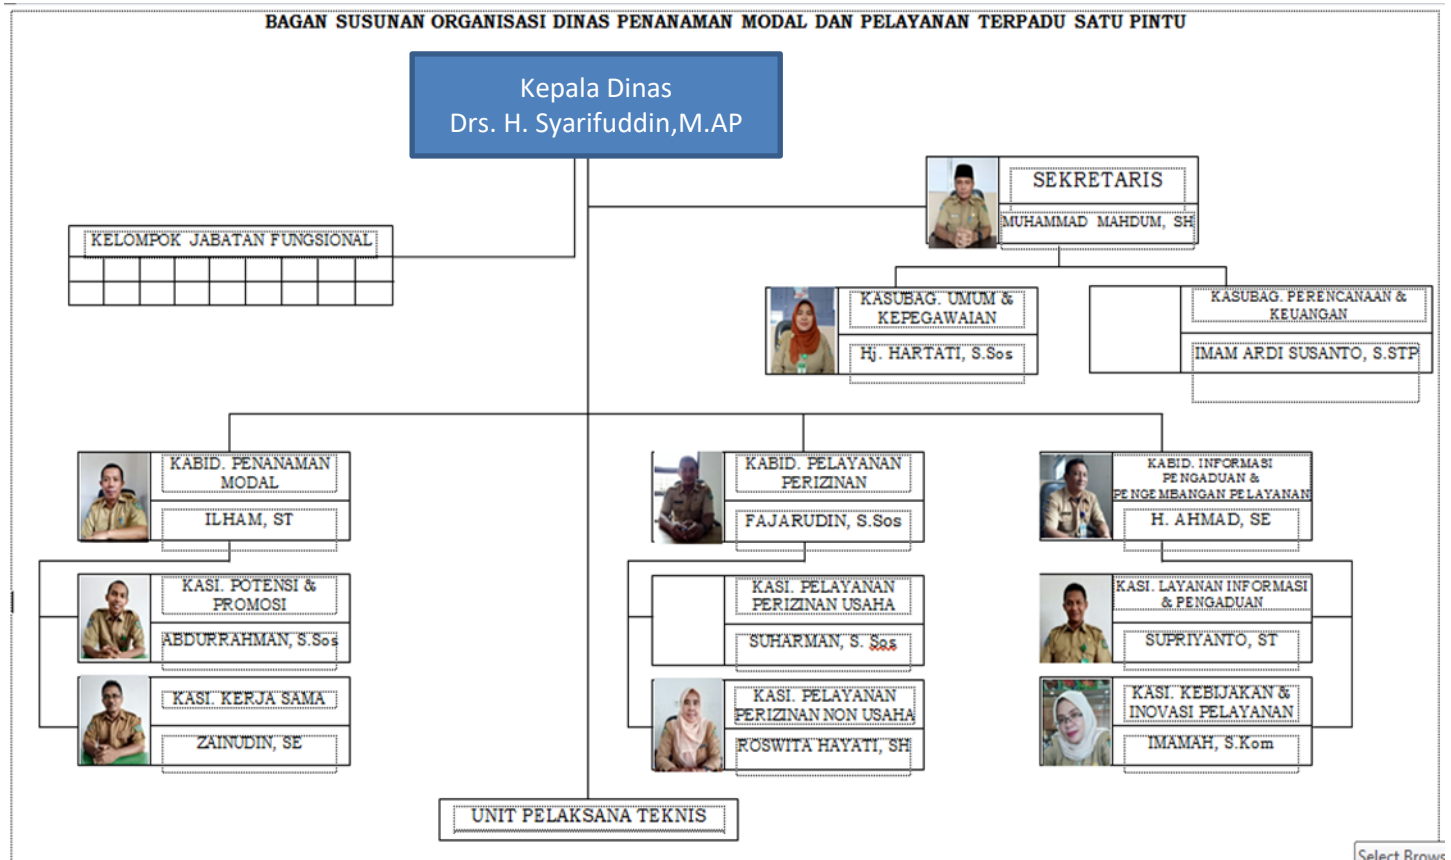 BAGAN SUSUNAN ORGANISASI DINAS PENANAMAN MODAL DAN PELAYANAN TERPADU SATU PINTU
Kepala Dinas
Drs. H. Syarifuddin,M.AP
SEKRETARIS
MUHAMMAD MAHDUM, SH
KELOMPOK JABATAN FUNGSIONAL
KASUBAG. UMUM &
KEPEGAWAIAN
Hj. HARTATI, S.Sos
KASUBAG. PERENCANAAN &
KEUANGAN
IMAM ARDI SUSANTO, S.STP
KABID. PENANAMAN
MODAL
ILHAM, ST
KABID. PELAYANAN
PERIZINAN
FAJARUDIN, S.Sos
KABID. INFORMASI
PENGADUAN &
PENGEMBANGAN PELAYANAN
H. AHMAD, SE
KASI. POTENSI &
PROMOSI
ABDURRAHMAN, S.Sos
KASI. PELAYANAN
PERIZINAN USAHA
SUHARMAN, S. Sos
KASI. LAYANAN INFORMASI
& PENGADUAN
SUPRIYANTO, ST
KASI. KERJA SAMA
ZAINUDIN, SE
KASI. PELAYANAN
PERIZINAN NON USAHA
ROSWITA HAYATI, SH
KASI. KEBIJAKAN &
INOVASI PELAYANAN
IMAMAH, S.Kom
UNIT PELAKSANA TEKNIS
Select Brows